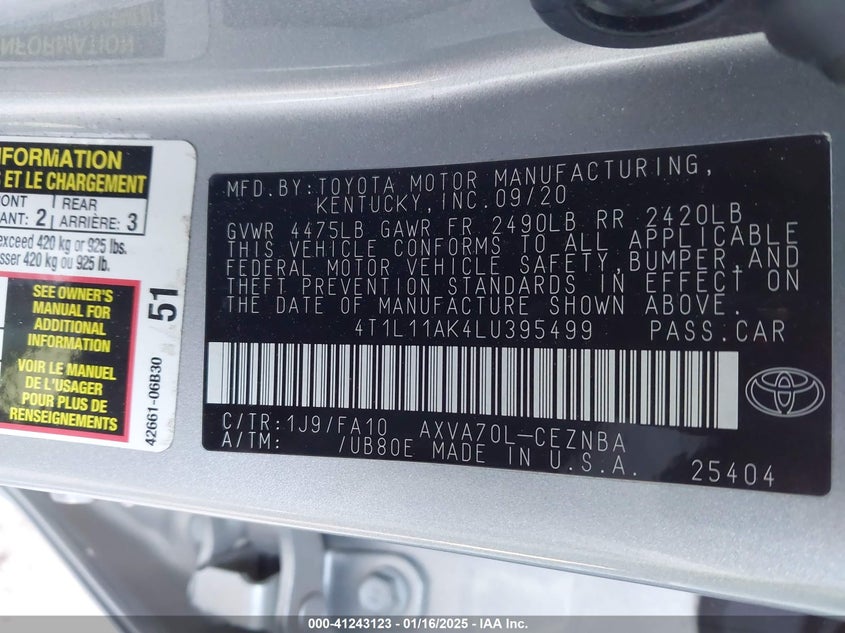 INFORMATION
NFORMATION
S ET LE CHARGEMENT
ONT | REAR
ANT: 2 | ARRIÈRE: 3
exceed 420 kg or 925 lbs.
sser 420 kg ou 925 lb.
SEE OWNER'S
MANUAL FOR
ADDITIONAL
INFORMATION
VOIR LE MANUEL
DE L'USAGER
POUR PLUS DE
RENSEIGNEMENTS
42661-06B30
51
MFD.BY:TOYOTA MOTOR MANUFACTURING,
KENTUCKY,INC.09/20
GVWR 4475LB GAWR FR 2490LB RR 2420LB
THIS VEHICLE CONFORMS TO ALL APPLICABLE
FEDERAL MOTOR VEHICLE SAFETY,BUMPER,AND
THEFT PREVENTION STANDARDS IN EFFECT ON
THE DATE OF MANUFACTURE SHOWN ABOVE.
4T1L11AK4LU395499 PASS.CAR
C/TR:1J9/FA10 AXVA70L-CEZNBA
A/TM: /UB80E MADE IN U.S.A.
25404
000-41243123 - 01/16/2025 - IAA Inc.